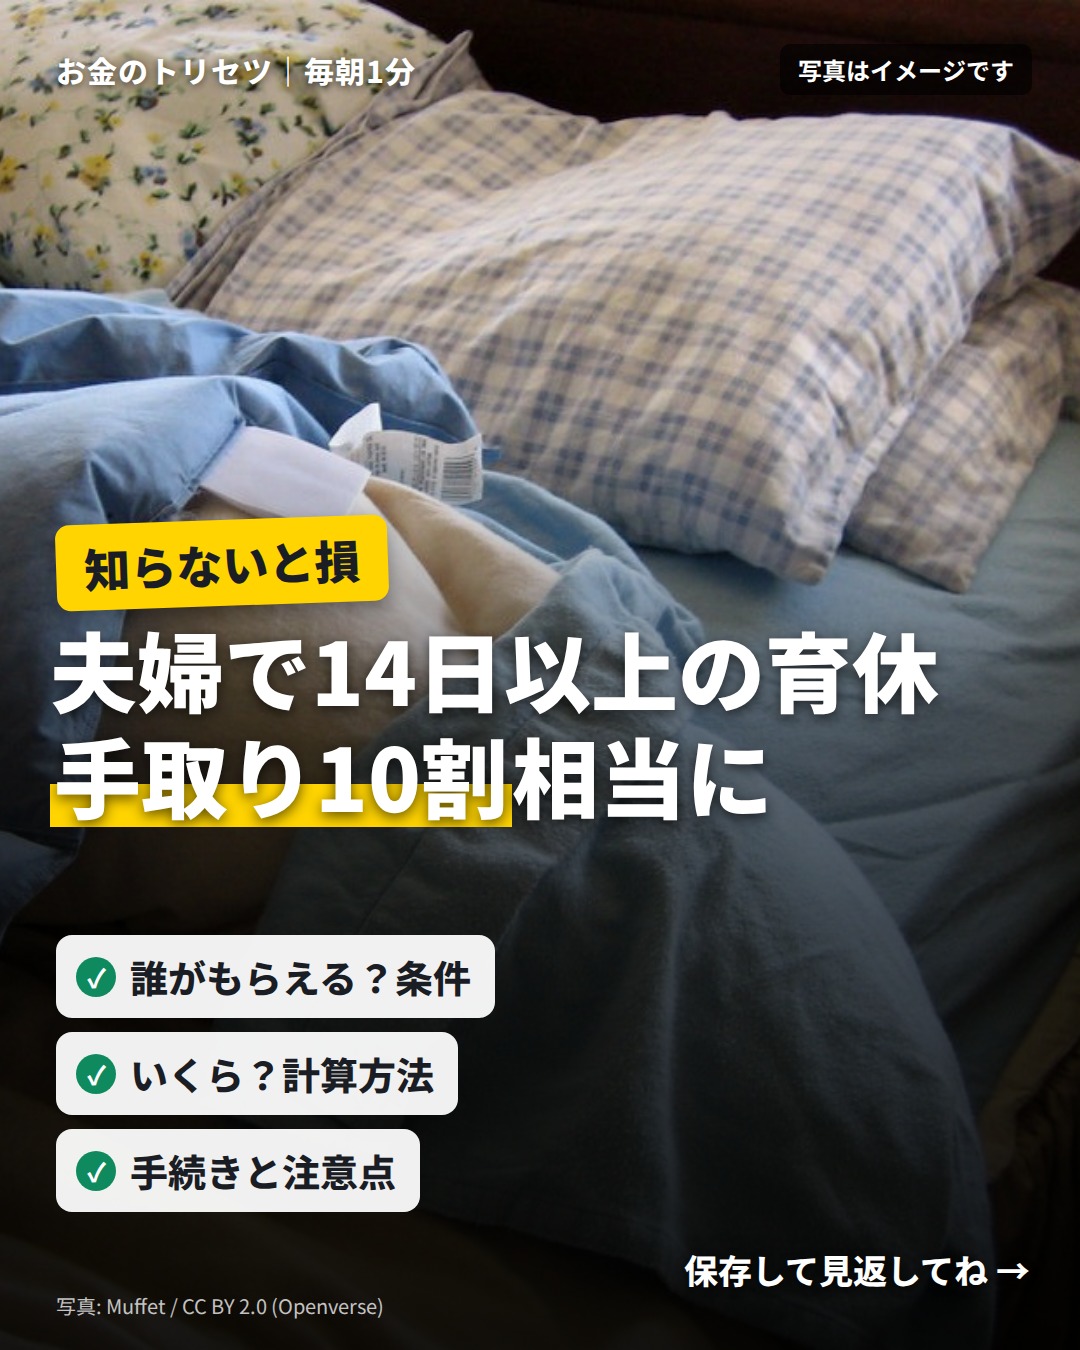 お金のトリセツ｜毎朝1分
写真はイメージです
知らないと損
夫婦で14日以上の育休
手取り10割相当に
✓ 誰がもらえる？条件
✓ いくら？計算方法
✓ 手続きと注意点
保存して見返してね →
写真: Muffet / CC BY 2.0 (Openverse)